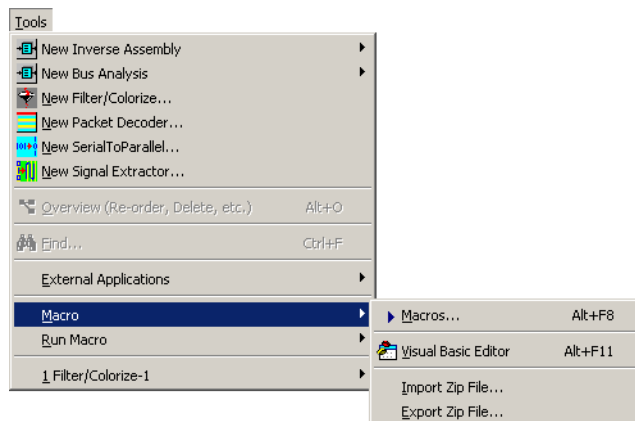 Tools
New Inverse Assembly
New Bus Analysis
New Filter/Colorize...
New Packet Decoder...
New SerialToParallel...
New Signal Extractor...
Overview (Re-order, Delete, etc.) Alt+O
Find... Ctrl+F
External Applications
Macro
Run Macro
1 Filter/Colorize-1
Macros... Alt+F8
Visual Basic Editor Alt+F11
Import Zip File...
Export Zip File...